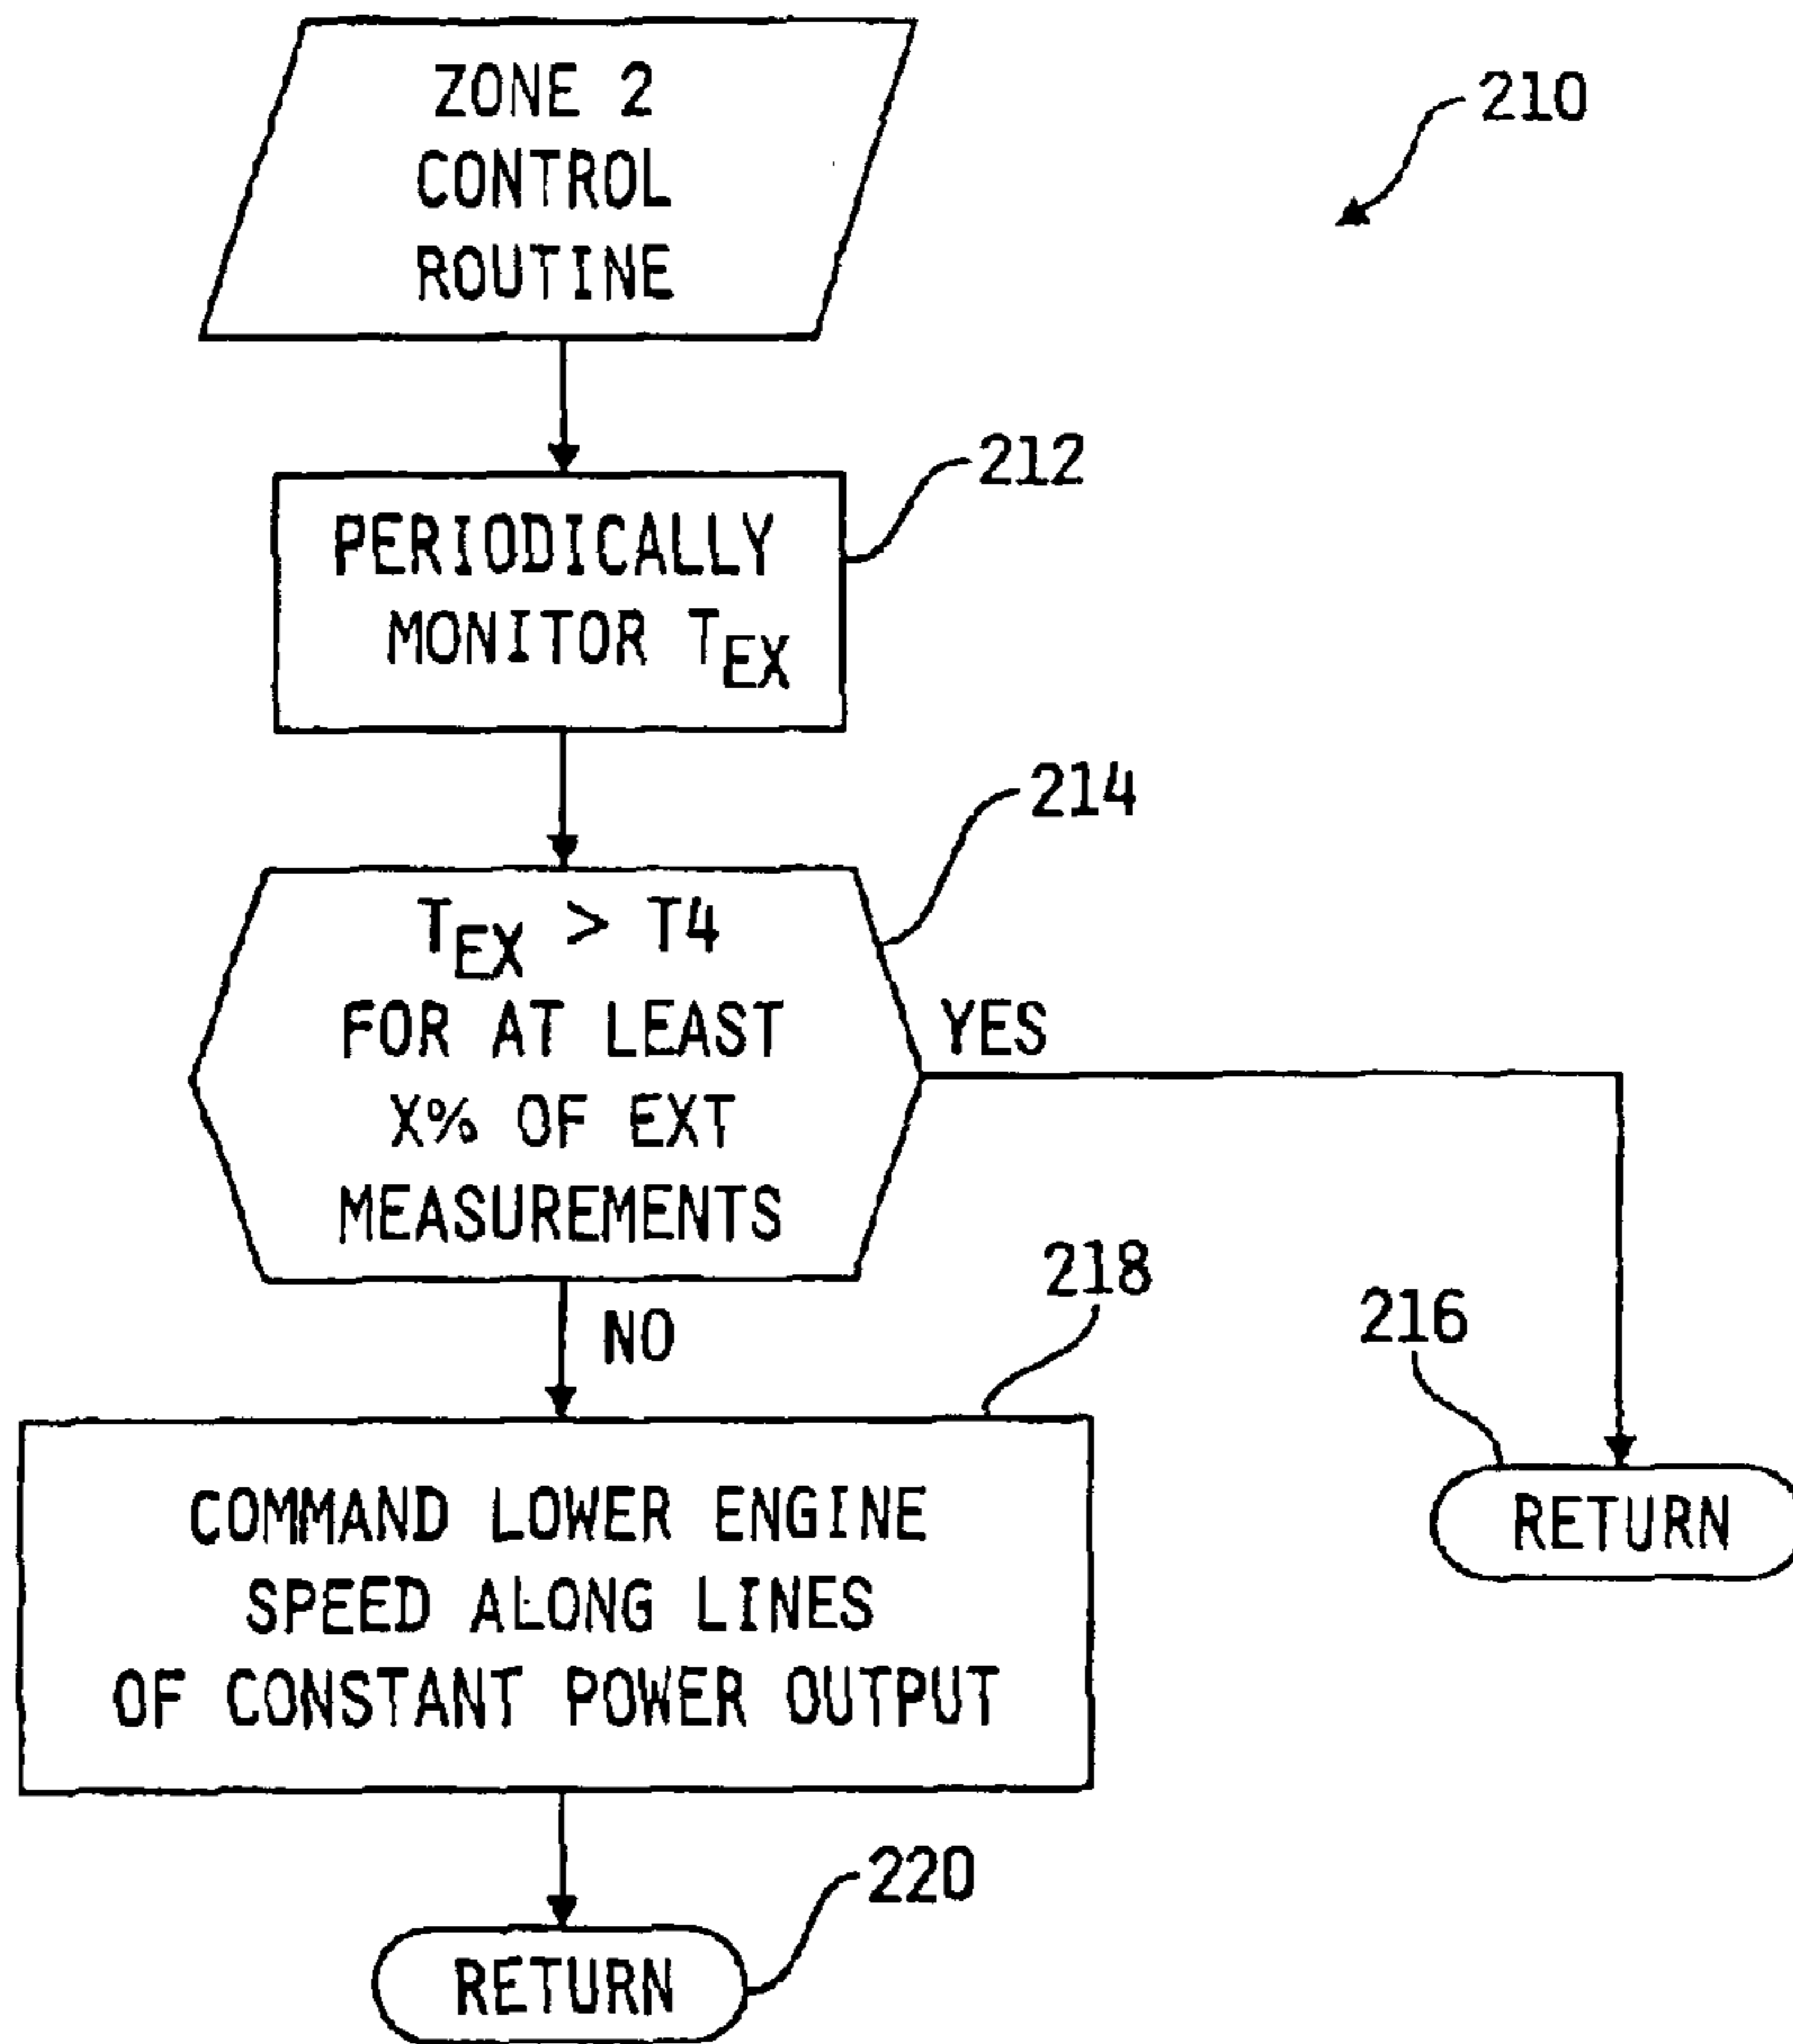 ZONE 2
CONTROL
ROUTINE
210
PERIODICALLY
MONITOR TEX
212
TEX > T4
FOR AT LEAST
X% OF EXT
MEASUREMENTS
214
YES
NO
218
216
COMMAND LOWER ENGINE
SPEED ALONG LINES
OF CONSTANT POWER OUTPUT
RETURN
RETURN
220